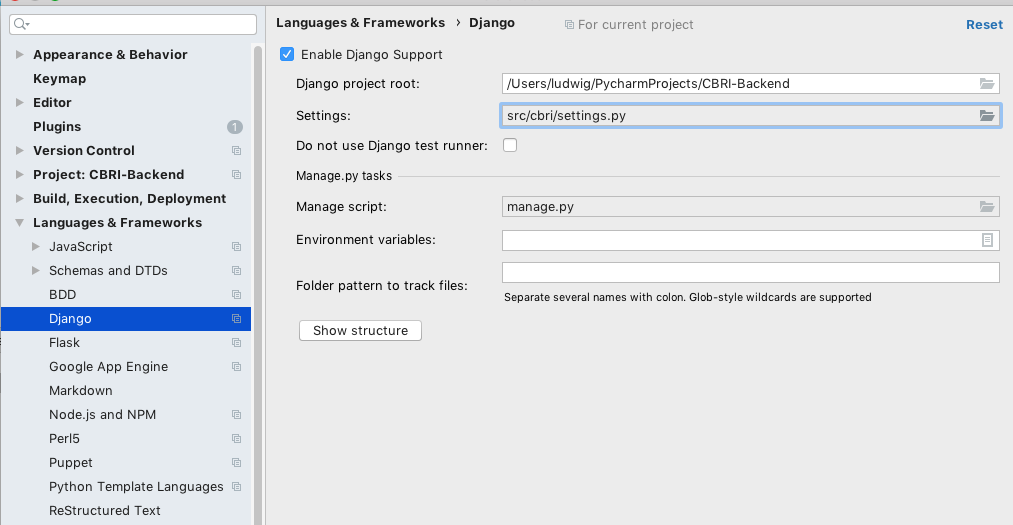 Languages & Frameworks › Django
For current project
Reset
Appearance & Behavior
Keymap
Editor
Plugins
1
Version Control
Project: CBRI-Backend
Build, Execution, Deployment
Languages & Frameworks
JavaScript
Schemas and DTDs
BDD
Django
Flask
Google App Engine
Markdown
Node.js and NPM
Perl5
Puppet
Python Template Languages
ReStructured Text
Enable Django Support
Django project root:
/Users/ludwig/PycharmProjects/CBRI-Backend
Settings:
src/cbri/settings.py
Do not use Django test runner:
Manage.py tasks
Manage script:
manage.py
Environment variables:
Folder pattern to track files:
Separate several names with colon. Glob-style wildcards are supported
Show structure